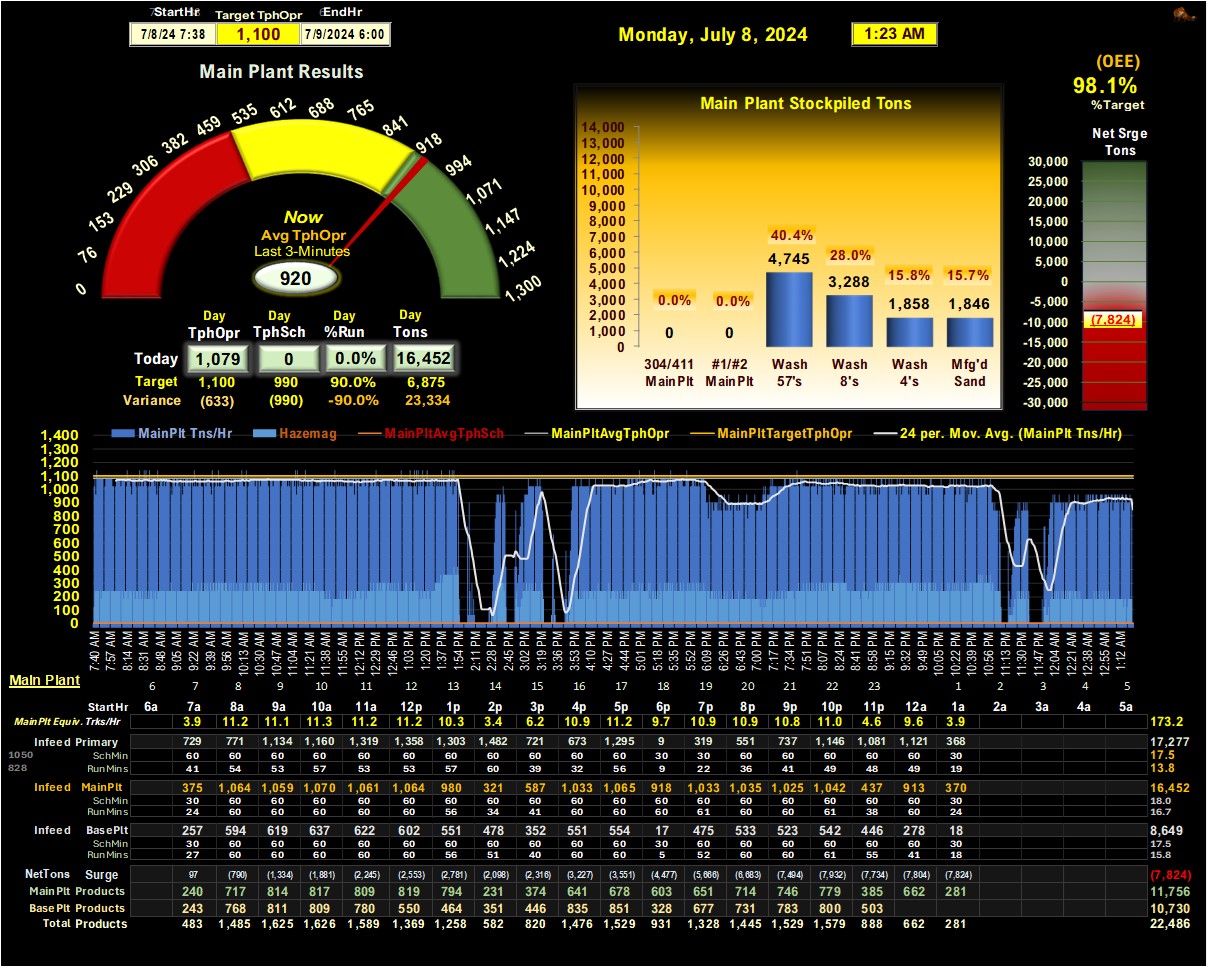 StartHr Target TphOpr EndHr
7/8/24 7:38 1,100 7/9/2024 6:00
Monday, July 8, 2024 1:23 AM
(OEE)
98.1%
%Target
Main Plant Results
0 76 153 229 306 382 459 535 612 688 765 841 918 994 1,071 1,147 1,224 1,300
Now
Avg TphOpr
Last 3-Minutes
920
Day Day Day Day
TphOpr TphSch %Run Tons
Today 1,079 0 0.0% 16,452
Target 1,100 990 90.0% 6,875
Variance (633) (990) -90.0% 23,334
Main Plant Stockpiled Tons
14,000
13,000
12,000
11,000
10,000
9,000
8,000
7,000
6,000
5,000
4,000
3,000
2,000
1,000
0
0.0% 0.0% 40.4% 28.0% 15.8% 15.7%
0 0 4,745 3,288 1,858 1,846
304/411 #1/#2 Wash Wash Wash Mfg'd
MainPlt MainPlt 57's 8's 4's Sand
Net Srge
Tons
30,000
25,000
20,000
15,000
10,000
5,000
0
-5,000
-10,000
-15,000
-20,000
-25,000
-30,000
(7,824)
MainPlt Tns/Hr Hazemag MainPltAvgTphSch MainPltAvgTphOpr MainPltTargetTphOpr 24 per. Mov. Avg. (MainPlt Tns/Hr)
1,400
1,300
1,200
1,100
1,000
900
800
700
600
500
400
300
200
100
0
7:40 AM 7:57 AM 8:14 AM 8:31 AM 8:48 AM 9:05 AM 9:22 AM 9:39 AM 9:56 AM 10:13 AM 10:30 AM 10:47 AM 11:04 AM 11:21 AM 11:38 AM 11:55 AM 12:12 PM 12:29 PM 12:46 PM 1:03 PM 1:20 PM 1:37 PM 1:54 PM 2:11 PM 2:28 PM 2:45 PM 3:02 PM 3:19 PM 3:36 PM 3:53 PM 4:10 PM 4:27 PM 4:44 PM 5:01 PM 5:18 PM 5:35 PM 5:52 PM 6:09 PM 6:26 PM 6:43 PM 7:00 PM 7:17 PM 7:34 PM 7:51 PM 8:07 PM 8:24 PM 8:41 PM 8:58 PM 9:15 PM 9:32 PM 9:49 PM 10:05 PM 10:22 PM 10:39 PM 10:56 PM 11:13 PM 11:30 PM 11:47 PM 12:04 AM 12:21 AM 12:38 AM 12:55 AM 1:12 AM
Main Plant
6 7 8 9 10 11 12 13 14 15 16 17 18 19 20 21 22 23 1 2 3 4 5
StartHr 6a 7a 8a 9a 10a 11a 12p 1p 2p 3p 4p 5p 6p 7p 8p 9p 10p 11p 12a 1a 2a 3a 4a 5a
MainPlt Equiv. Trks/Hr 3.9 11.2 11.1 11.3 11.2 11.2 10.3 3.4 6.2 10.9 11.2 9.7 10.9 10.9 10.8 11.0 4.6 9.6 3.9 173.2
Infeed Primary 729 771 1,134 1,160 1,319 1,358 1,303 1,482 721 673 1,295 9 319 551 737 1,146 1,081 1,121 368 17,277
1050 SchMin 60 60 60 60 60 60 60 60 60 60 60 30 30 60 60 60 60 60 30 17.5
828 RunMins 41 54 53 57 53 53 57 60 39 32 56 9 22 36 41 49 48 49 19 13.8
Infeed MainPlt 375 1,064 1,059 1,070 1,061 1,064 980 321 587 1,033 1,065 918 1,033 1,035 1,025 1,042 437 913 370 16,452
SchMin 30 60 60 60 60 60 60 60 60 60 60 60 60 60 60 60 60 60 30 18.0
RunMins 24 60 60 60 60 60 56 34 41 60 60 60 61 60 60 61 38 60 24 16.7
Infeed BasePlt 257 594 619 637 622 602 551 478 352 551 554 17 475 533 523 542 446 278 18 8,649
SchMin 30 60 60 60 60 60 60 60 60 60 60 30 60 60 60 60 60 60 30 17.5
RunMins 27 60 60 60 60 60 56 51 40 60 60 5 52 60 60 61 55 41 18 15.8
NetTons Surge 97 (790) (1,334) (1,881) (2,245) (2,553) (2,781) (2,098) (2,316) (3,227) (3,551) (4,477) (5,666) (6,683) (7,494) (7,932) (7,734) (7,804) (7,824) (7,824)
MainPlt Products 240 717 814 817 809 819 794 231 374 641 678 603 651 714 746 779 385 662 281 11,756
BasePlt Products 243 768 811 809 780 550 464 351 446 835 851 328 677 731 783 800 503 10,730
Total Products 483 1,485 1,625 1,626 1,589 1,369 1,258 582 820 1,476 1,529 931 1,328 1,445 1,529 1,579 888 662 281 22,486